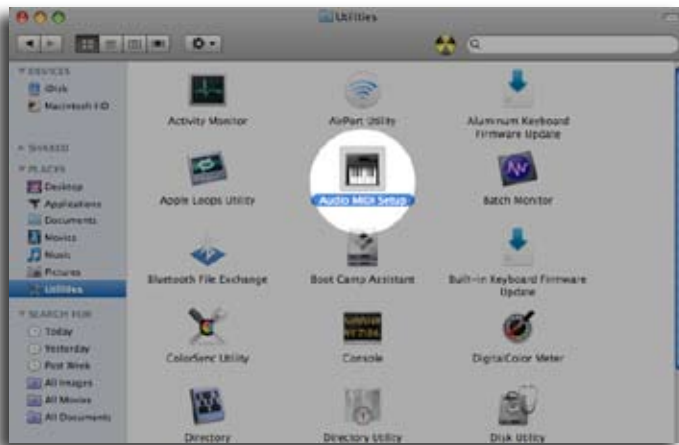 Utilities
DEVICES
iDisk
Macintosh HD
SHARED
PLACES
Desktop
Applications
Documents
Movies
Music
Pictures
Utilities
SEARCH FOR
Today
Yesterday
Past Week
All Images
All Movies
All Documents
Activity Monitor
AirPort Utility
Aluminum Keyboard
Firmware Update
Apple Loops Utility
Audio MIDI Setup
Batch Monitor
Bluetooth File Exchange
Boot Camp Assistant
Built-in Keyboard Firmware
Update
ColorSync Utility
Console
DigitalColor Meter
Directory
Directory Utility
Disk Utility